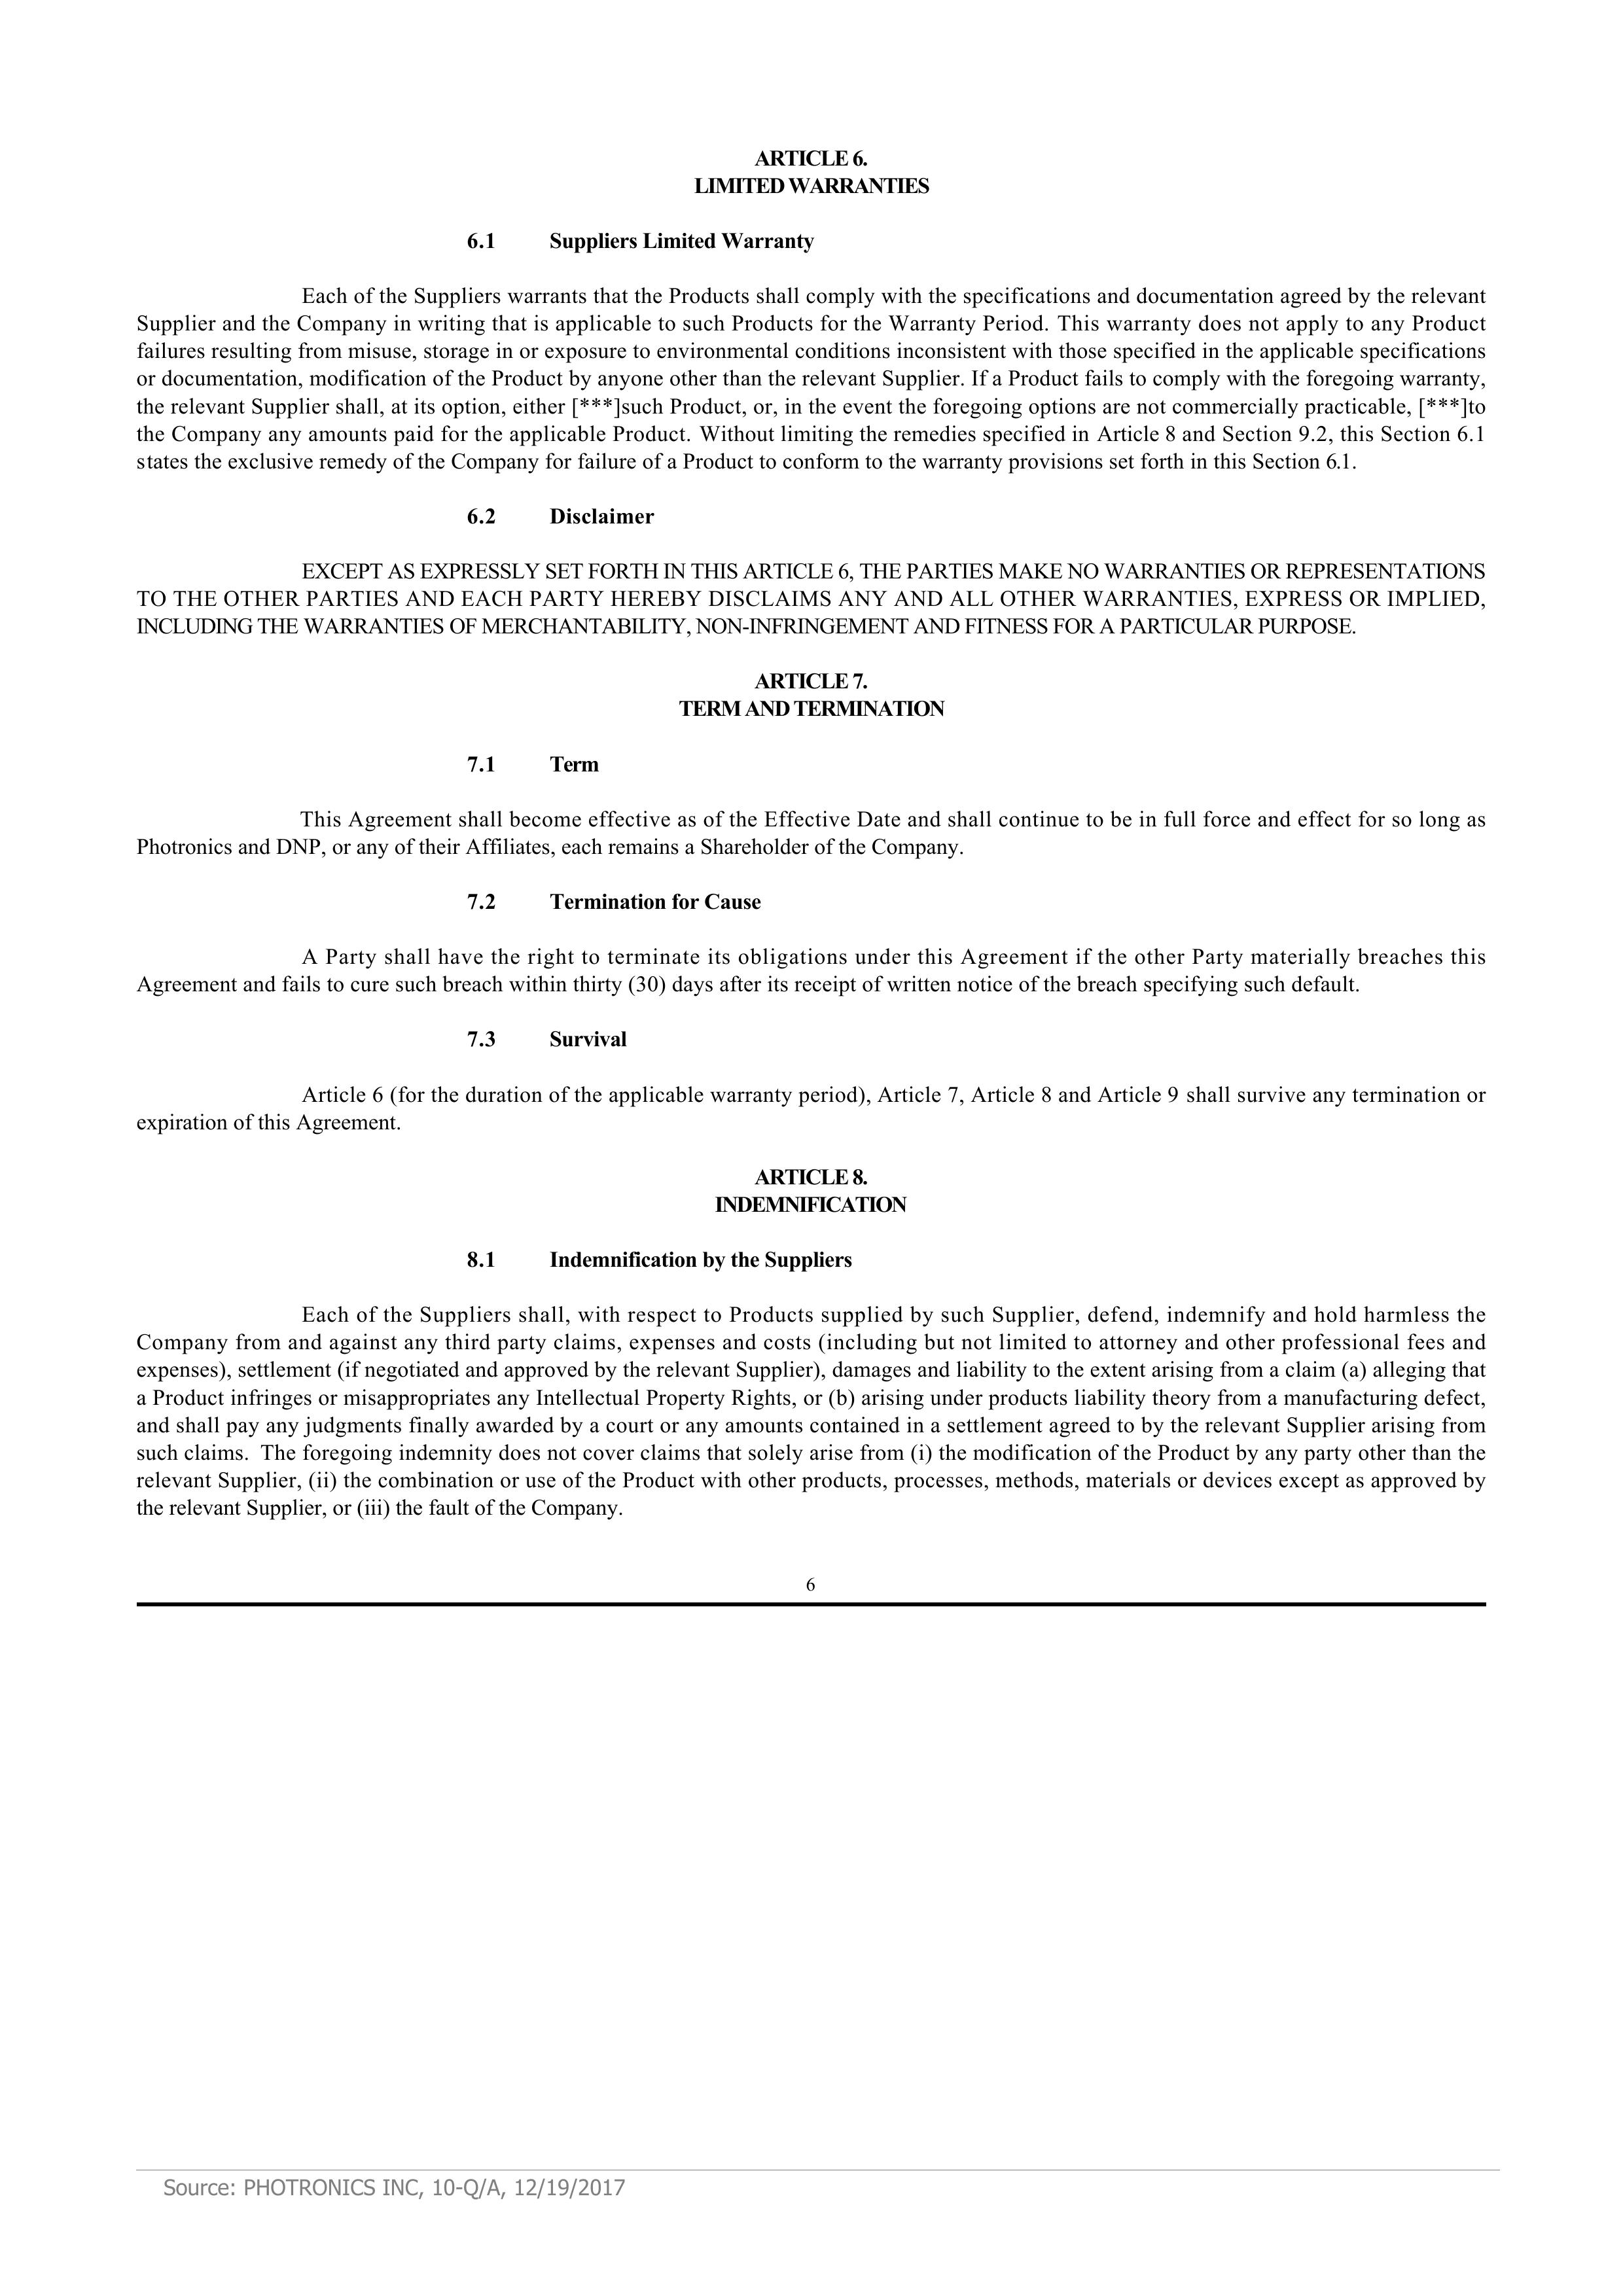 ARTICLE 6.
LIMITED WARRANTIES
6.1 Suppliers Limited Warranty
Each of the Suppliers warrants that the Products shall comply with the specifications and documentation agreed by the relevant
Supplier and the Company in writing that is applicable to such Products for the Warranty Period. This warranty does not apply to any Product
failures resulting from misuse, storage in or exposure to environmental conditions inconsistent with those specified in the applicable specifications
or documentation, modification of the Product by anyone other than the relevant Supplier. If a Product fails to comply with the foregoing warranty,
the relevant Supplier shall, at its option, either [***]such Product, or, in the event the foregoing options are not commercially practicable, [***]to
the Company any amounts paid for the applicable Product. Without limiting the remedies specified in Article 8 and Section 9.2, this Section 6.1
states the exclusive remedy of the Company for failure of a Product to conform to the warranty provisions set forth in this Section 6.1.
6.2 Disclaimer
EXCEPT AS EXPRESSLY SET FORTH IN THIS ARTICLE 6, THE PARTIES MAKE NO WARRANTIES OR REPRESENTATIONS
TO THE OTHER PARTIES AND EACH PARTY HEREBY DISCLAIMS ANY AND ALL OTHER WARRANTIES, EXPRESS OR IMPLIED,
INCLUDING THE WARRANTIES OF MERCHANTABILITY, NON-INFRINGEMENT AND FITNESS FOR A PARTICULAR PURPOSE.
ARTICLE 7.
TERM AND TERMINATION
7.1 Term
This Agreement shall become effective as of the Effective Date and shall continue to be in full force and effect for so long as
Photronics and DNP, or any of their Affiliates, each remains a Shareholder of the Company.
7.2 Termination for Cause
A Party shall have the right to terminate its obligations under this Agreement if the other Party materially breaches this
Agreement and fails to cure such breach within thirty (30) days after its receipt of written notice of the breach specifying such default.
7.3 Survival
Article 6 (for the duration of the applicable warranty period), Article 7, Article 8 and Article 9 shall survive any termination or
expiration of this Agreement.
ARTICLE 8.
INDEMNIFICATION
8.1 Indemnification by the Suppliers
Each of the Suppliers shall, with respect to Products supplied by such Supplier, defend, indemnify and hold harmless the
Company from and against any third party claims, expenses and costs (including but not limited to attorney and other professional fees and
expenses), settlement (if negotiated and approved by the relevant Supplier), damages and liability to the extent arising from a claim (a) alleging that
a Product infringes or misappropriates any Intellectual Property Rights, or (b) arising under products liability theory from a manufacturing defect,
and shall pay any judgments finally awarded by a court or any amounts contained in a settlement agreed to by the relevant Supplier arising from
such claims. The foregoing indemnity does not cover claims that solely arise from (i) the modification of the Product by any party other than the
relevant Supplier, (ii) the combination or use of the Product with other products, processes, methods, materials or devices except as approved by
the relevant Supplier, or (iii) the fault of the Company.
6
Source: PHOTRONICS INC, 10-Q/A, 12/19/2017